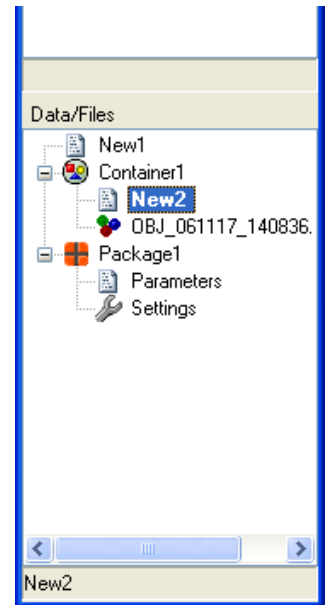 Data/Files
New1
Container1
New2
OBJ_061117_140836.
Package1
Parameters
Settings
New2